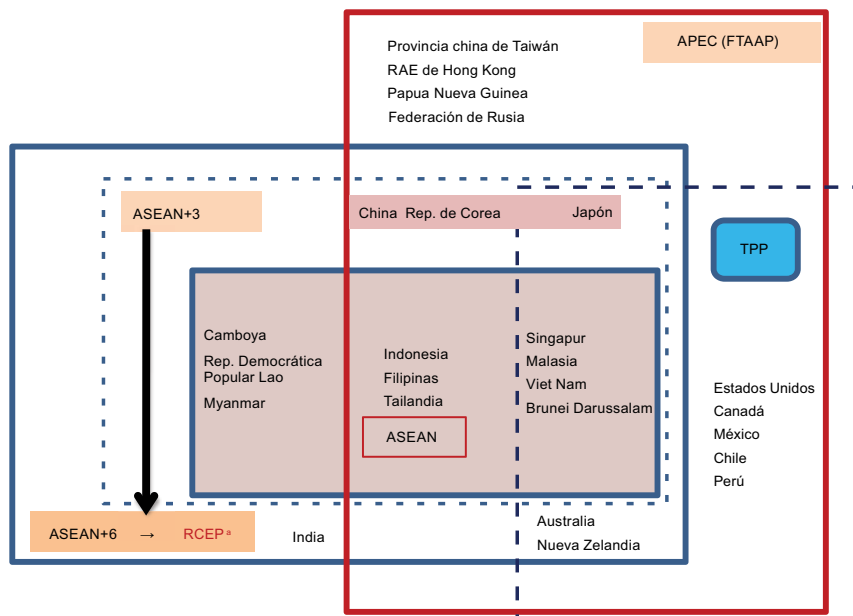 Provincia china de Taiwán
RAE de Hong Kong
Papua Nueva Guinea
Federación de Rusia
APEC (FTAAP)
ASEAN+3
China Rep. de Corea Japón
TPP
Camboya
Rep. Democrática
Popular Lao
Myanmar
Indonesia
Filipinas
Tailandia
ASEAN
Singapur
Malasia
Viet Nam
Brunei Darussalam
Estados Unidos
Canadá
México
Chile
Perú
ASEAN+6 → RCEP ª
India
Australia
Nueva Zelandia